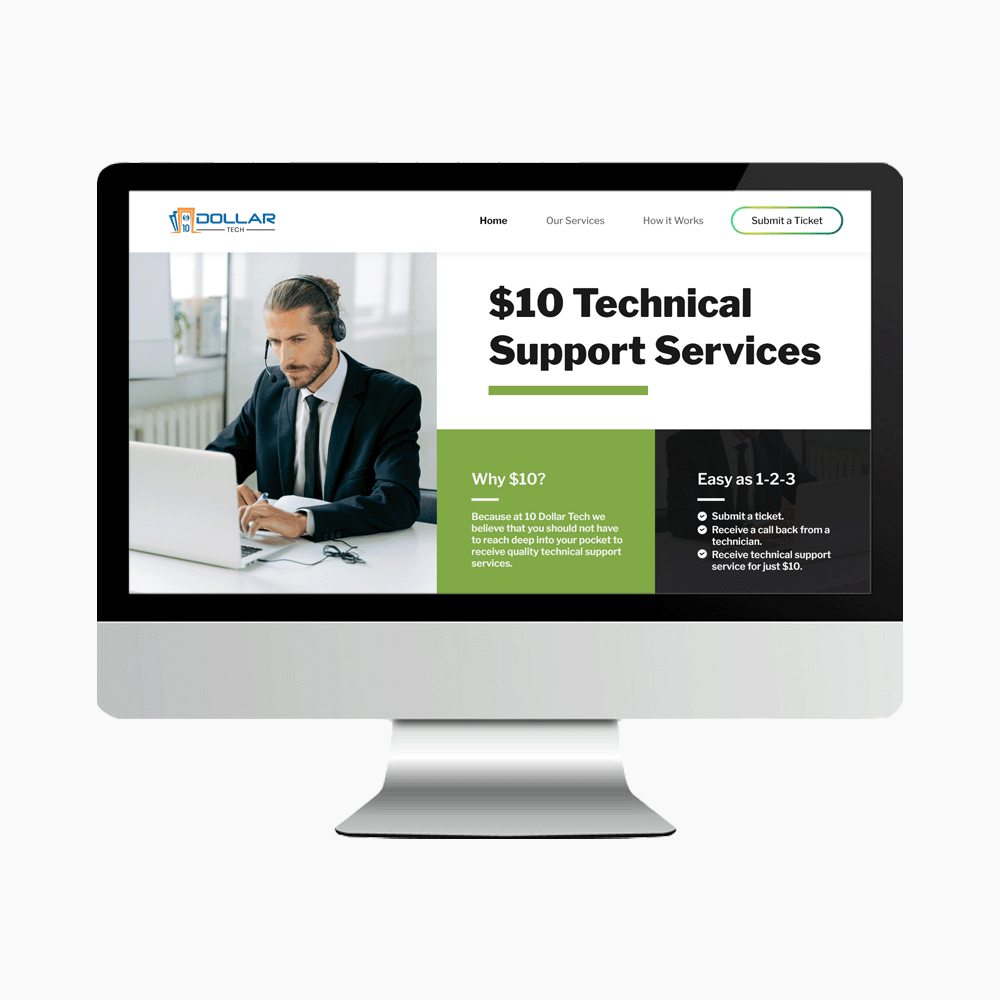 10 DOLLAR
TECH
Home
Our Services
How it Works
Submit a Ticket
$10 Technical
Support Services
Why $10?
Because at 10 Dollar Tech we
believe that you should not have
to reach deep into your pocket to
receive quality technical support
services.
Easy as 1-2-3
Submit a ticket.
Receive a call back from a
technician.
Receive technical support
service for just $10.